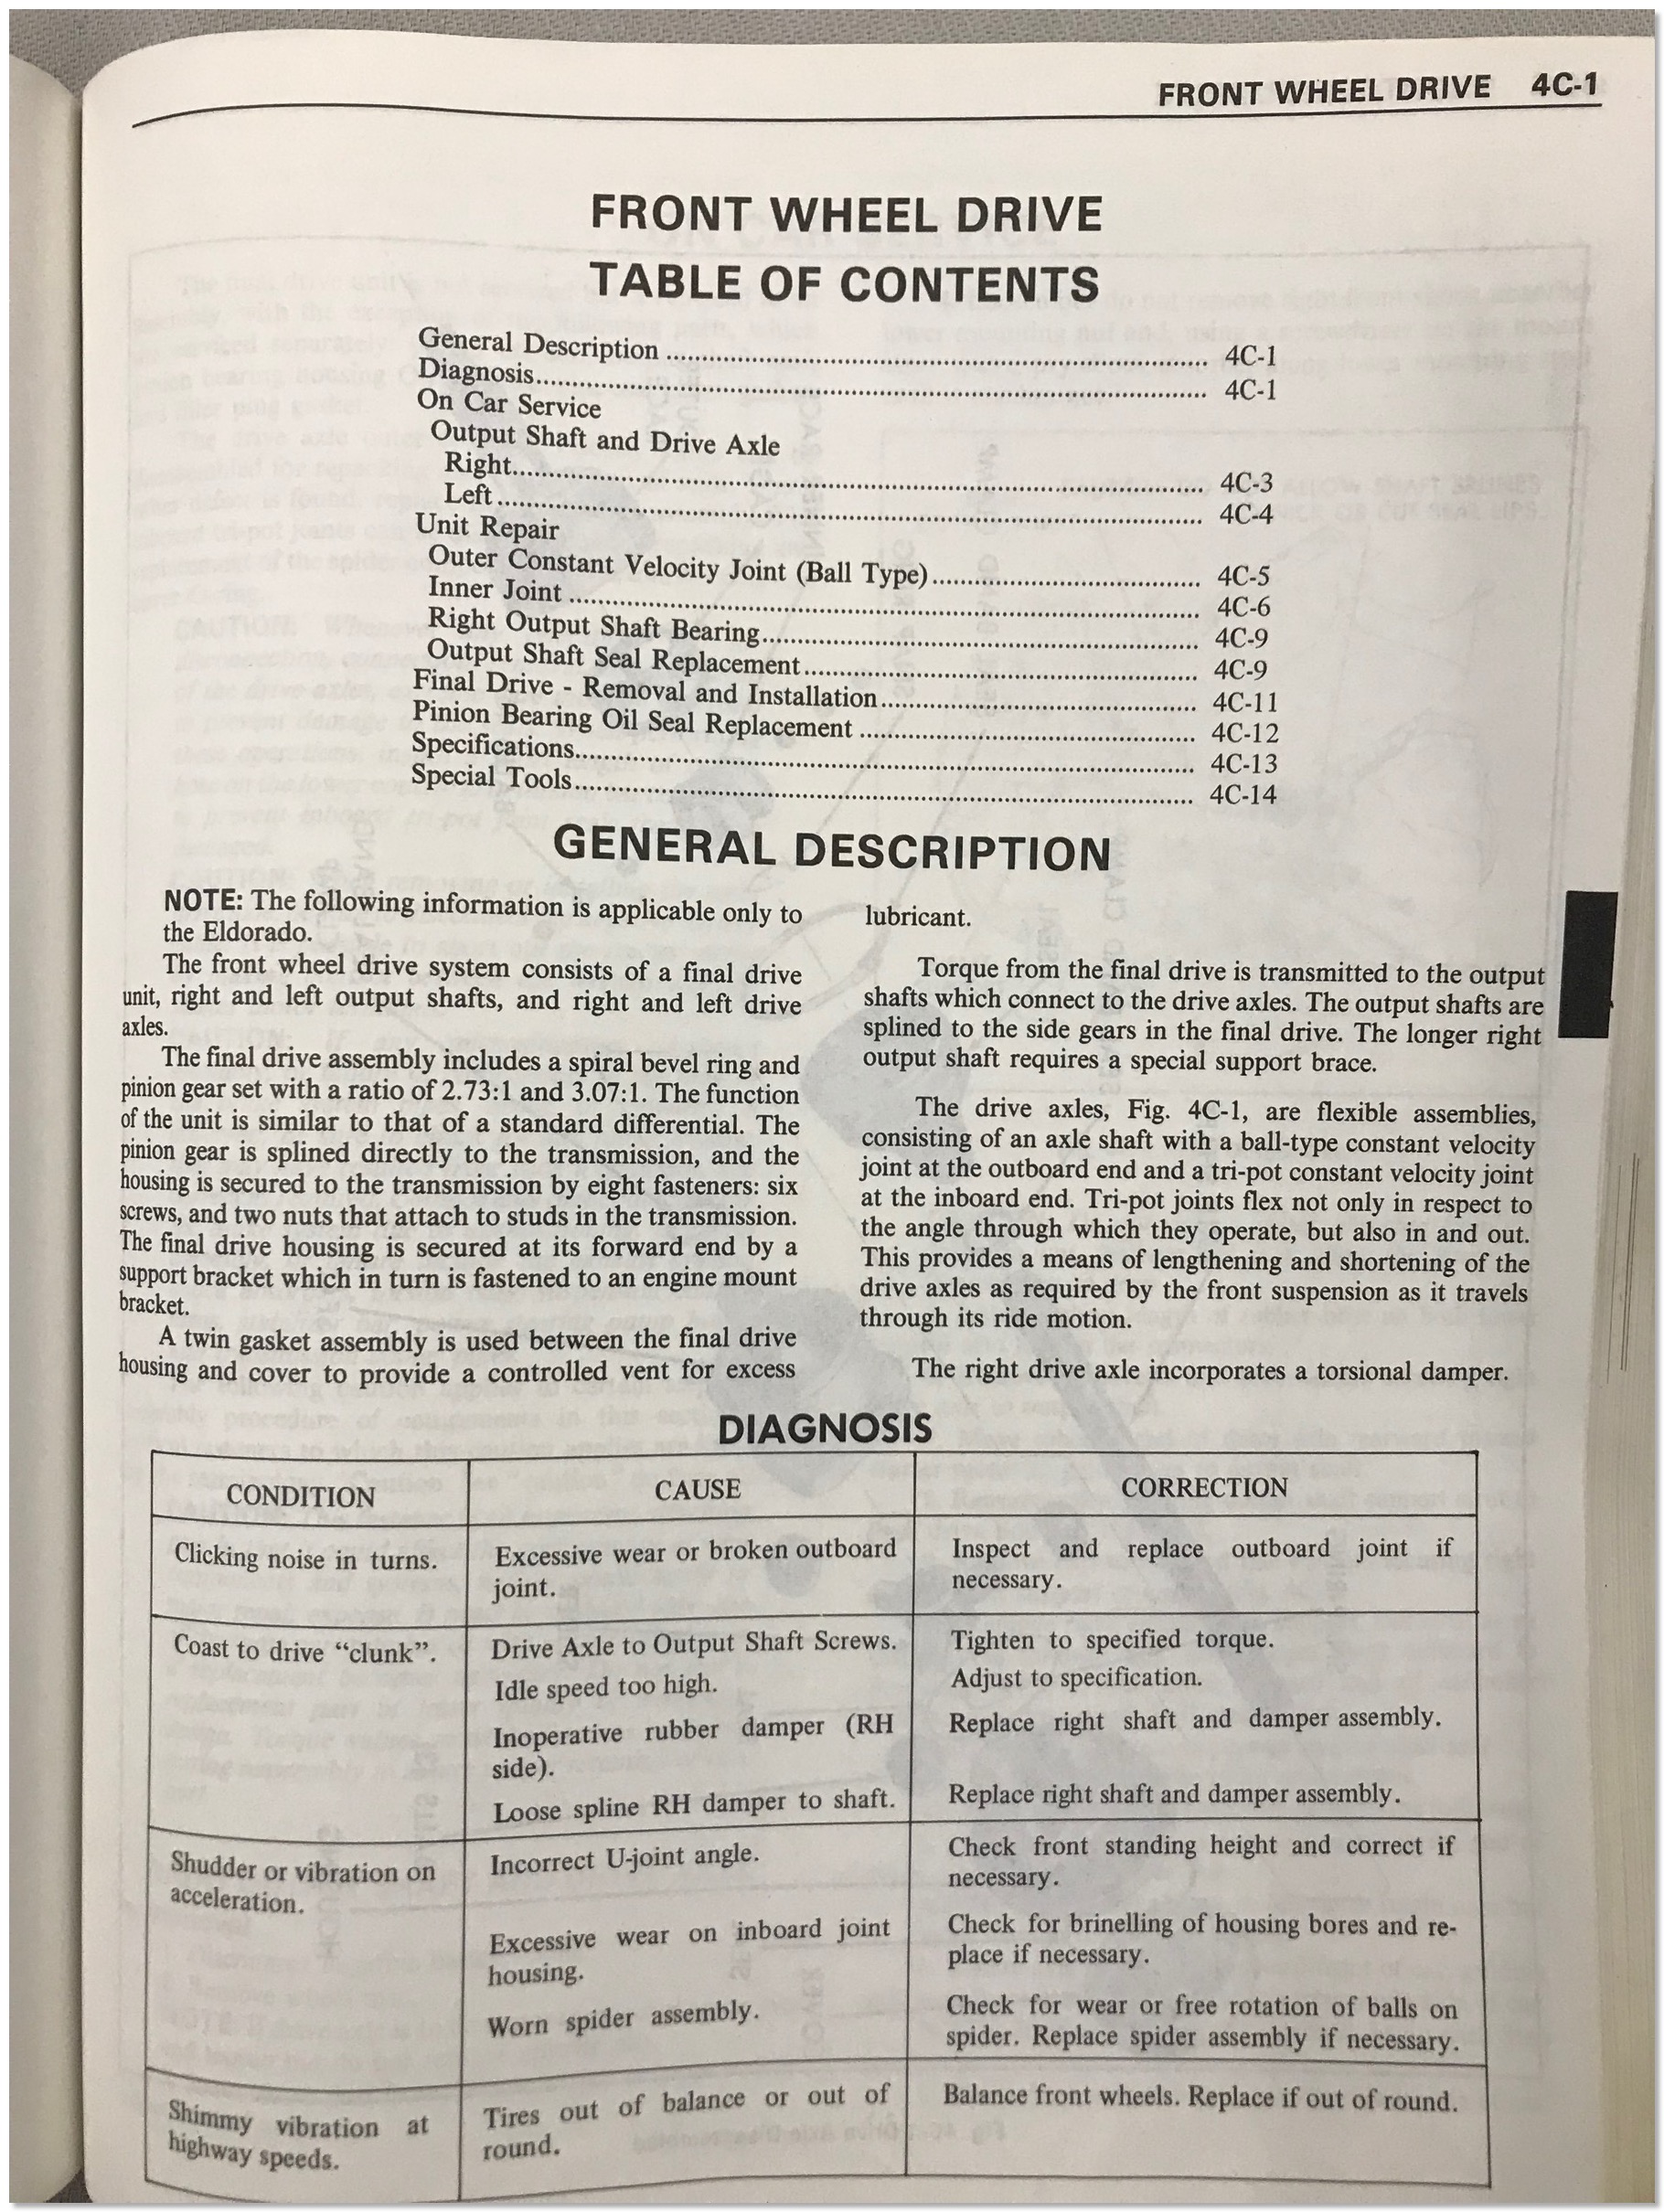 FRONT WHEEL DRIVE 4C-1
FRONT WHEEL DRIVE
TABLE OF CONTENTS
General Description ........ 4C-1
Diagnosis........ 4C-1
On Car Service
Output Shaft and Drive Axle
Right........ 4C-3
Left ........ 4C-4
Unit Repair
Outer Constant Velocity Joint (Ball Type)........ 4C-5
Inner Joint ........ 4C-6
Right Output Shaft Bearing........ 4C-9
Output Shaft Seal Replacement........ 4C-9
Final Drive - Removal and Installation........ 4C-11
Pinion Bearing Oil Seal Replacement ........ 4C-12
Specifications........ 4C-13
Special Tools........ 4C-14
GENERAL DESCRIPTION
NOTE: The following information is applicable only to
the Eldorado.
The front wheel drive system consists of a final drive
unit, right and left output shafts, and right and left drive
axles.
The final drive assembly includes a spiral bevel ring and
pinion gear set with a ratio of 2.73:1 and 3.07:1. The function
of the unit is similar to that of a standard differential. The
pinion gear is splined directly to the transmission, and the
housing is secured to the transmission by eight fasteners: six
screws, and two nuts that attach to studs in the transmission.
The final drive housing is secured at its forward end by a
support bracket which in turn is fastened to an engine mount
bracket.
A twin gasket assembly is used between the final drive
housing and cover to provide a controlled vent for excess
lubricant.
Torque from the final drive is transmitted to the output
shafts which connect to the drive axles. The output shafts are
splined to the side gears in the final drive. The longer right
output shaft requires a special support brace.
The drive axles, Fig. 4C-1, are flexible assemblies,
consisting of an axle shaft with a ball-type constant velocity
joint at the outboard end and a tri-pot constant velocity joint
at the inboard end. Tri-pot joints flex not only in respect to
the angle through which they operate, but also in and out.
This provides a means of lengthening and shortening of the
drive axles as required by the front suspension as it travels
through its ride motion.
The right drive axle incorporates a torsional damper.
DIAGNOSIS
CONDITION CAUSE CORRECTION
Clicking noise in turns.
Excessive wear or broken outboard
joint.
Inspect and replace outboard joint if
necessary.
Coast to drive “clunk”.
Drive Axle to Output Shaft Screws.
Tighten to specified torque.
Idle speed too high.
Adjust to specification.
Inoperative rubber damper (RH
side).
Replace right shaft and damper assembly.
Loose spline RH damper to shaft.
Replace right shaft and damper assembly.
Shudder or vibration on
acceleration.
Incorrect U-joint angle.
Check front standing height and correct if
necessary.
Excessive wear on inboard joint
housing.
Check for brinelling of housing bores and re-
place if necessary.
Worn spider assembly.
Check for wear or free rotation of balls on
spider. Replace spider assembly if necessary.
Shimmy vibration at
highway speeds.
Tires out of balance or out of
round.
Balance front wheels. Replace if out of round.